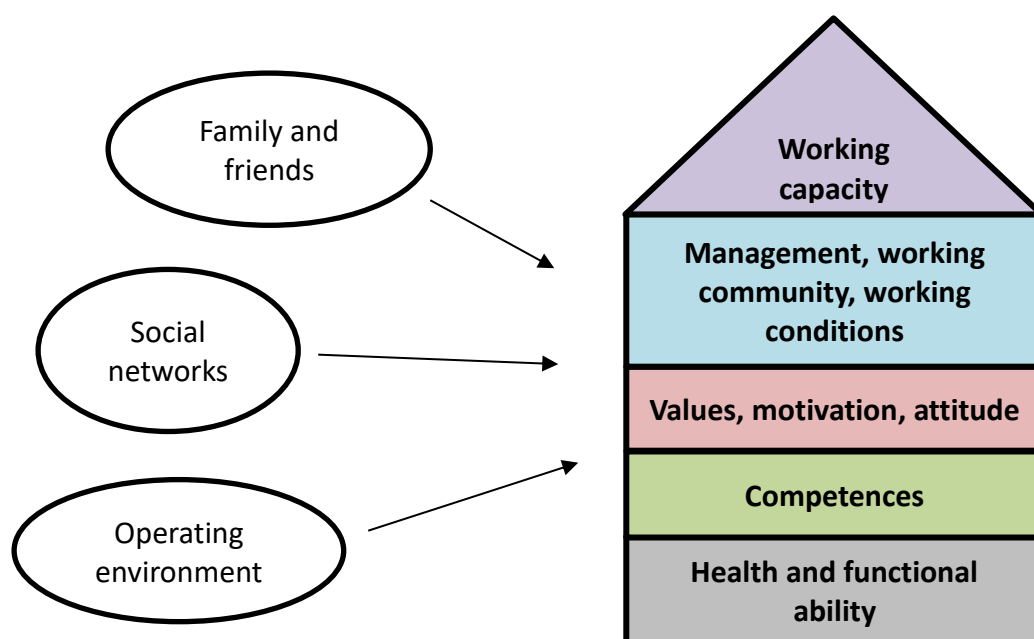 Family and
friends
Social
networks
Operating
environment
Working
capacity
Management, working
community, working
conditions
Values, motivation, attitude
Competences
Health and functional
ability